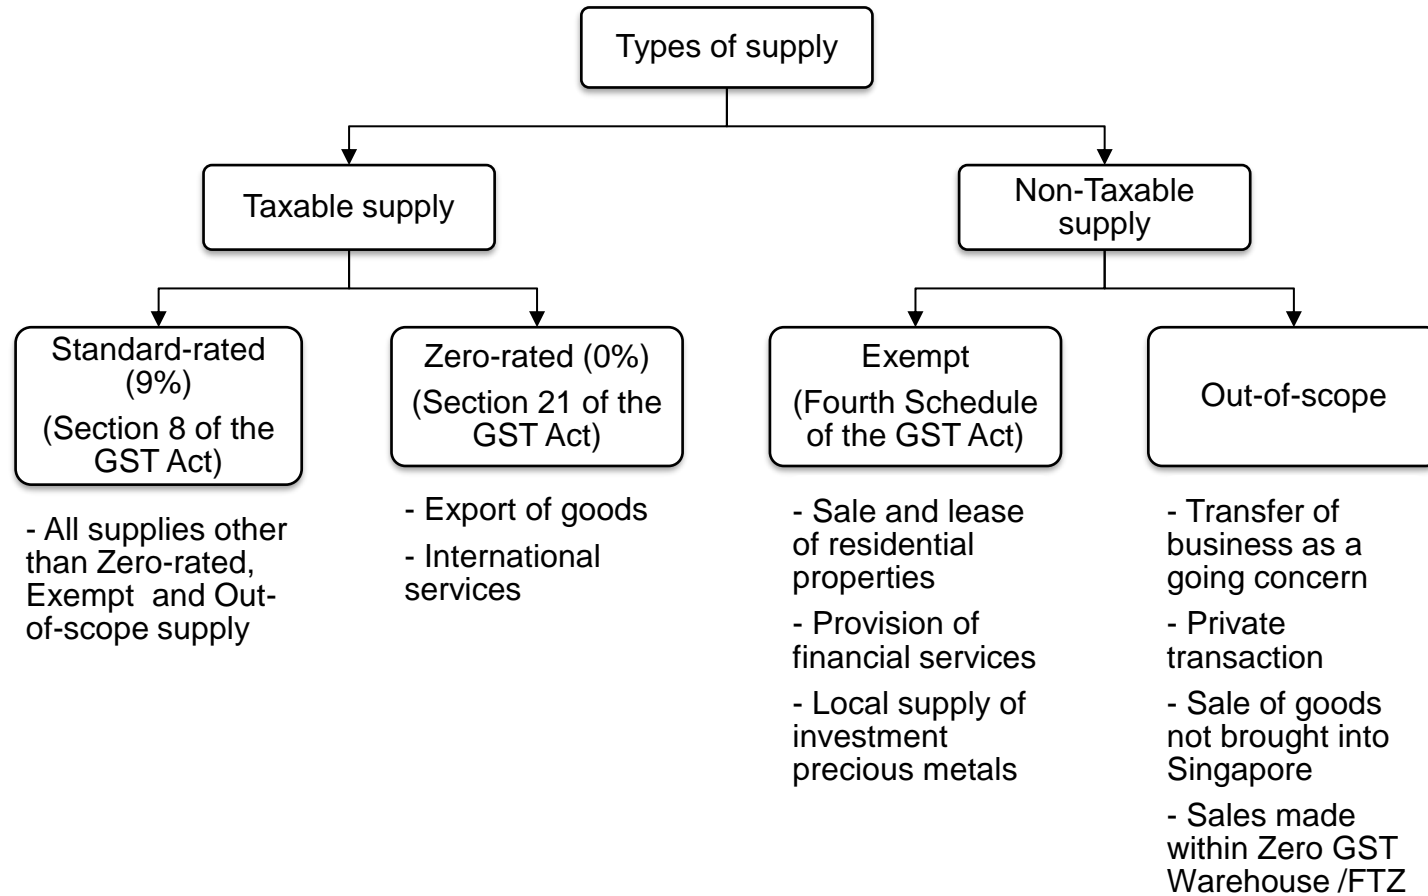 Types of supply
Taxable supply
Non-Taxable
supply
Standard-rated
(9%)
(Section 8 of the
GST Act)
- All supplies other
than Zero-rated,
Exempt  and Out-
of-scope supply
Zero-rated (0%)
(Section 21 of the
GST Act)
- Export of goods
- International
services
Exempt
(Fourth Schedule
of the GST Act)
- Sale and lease
of residential
properties
- Provision of
financial services
- Local supply of
investment
precious metals
Out-of-scope
- Transfer of
business as a
going concern
- Private
transaction
- Sale of goods
not brought into
Singapore
- Sales made
within Zero GST
Warehouse /FTZ